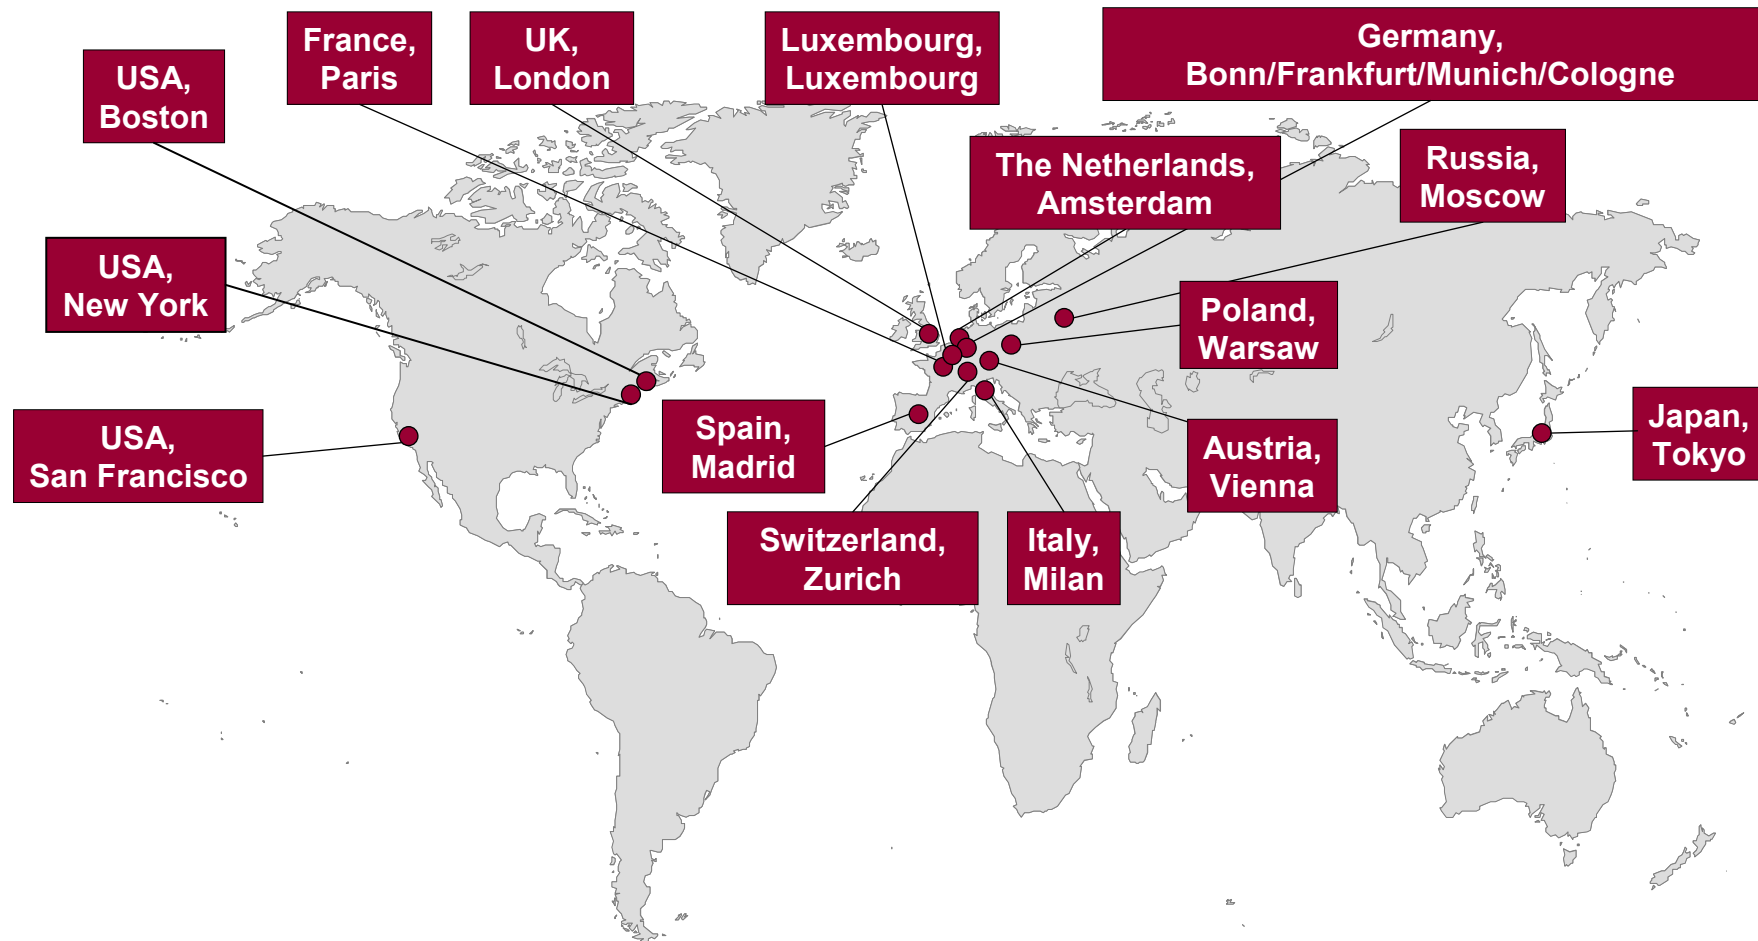 France,
Paris
UK,
London
Luxembourg,
Luxembourg
Germany,
Bonn/Frankfurt/Munich/Cologne
USA,
Boston
The Netherlands,
Amsterdam
Russia,
Moscow
USA,
New York
Poland,
Warsaw
USA,
San Francisco
Spain,
Madrid
Austria,
Vienna
Japan,
Tokyo
Switzerland,
Zurich
Italy,
Milan